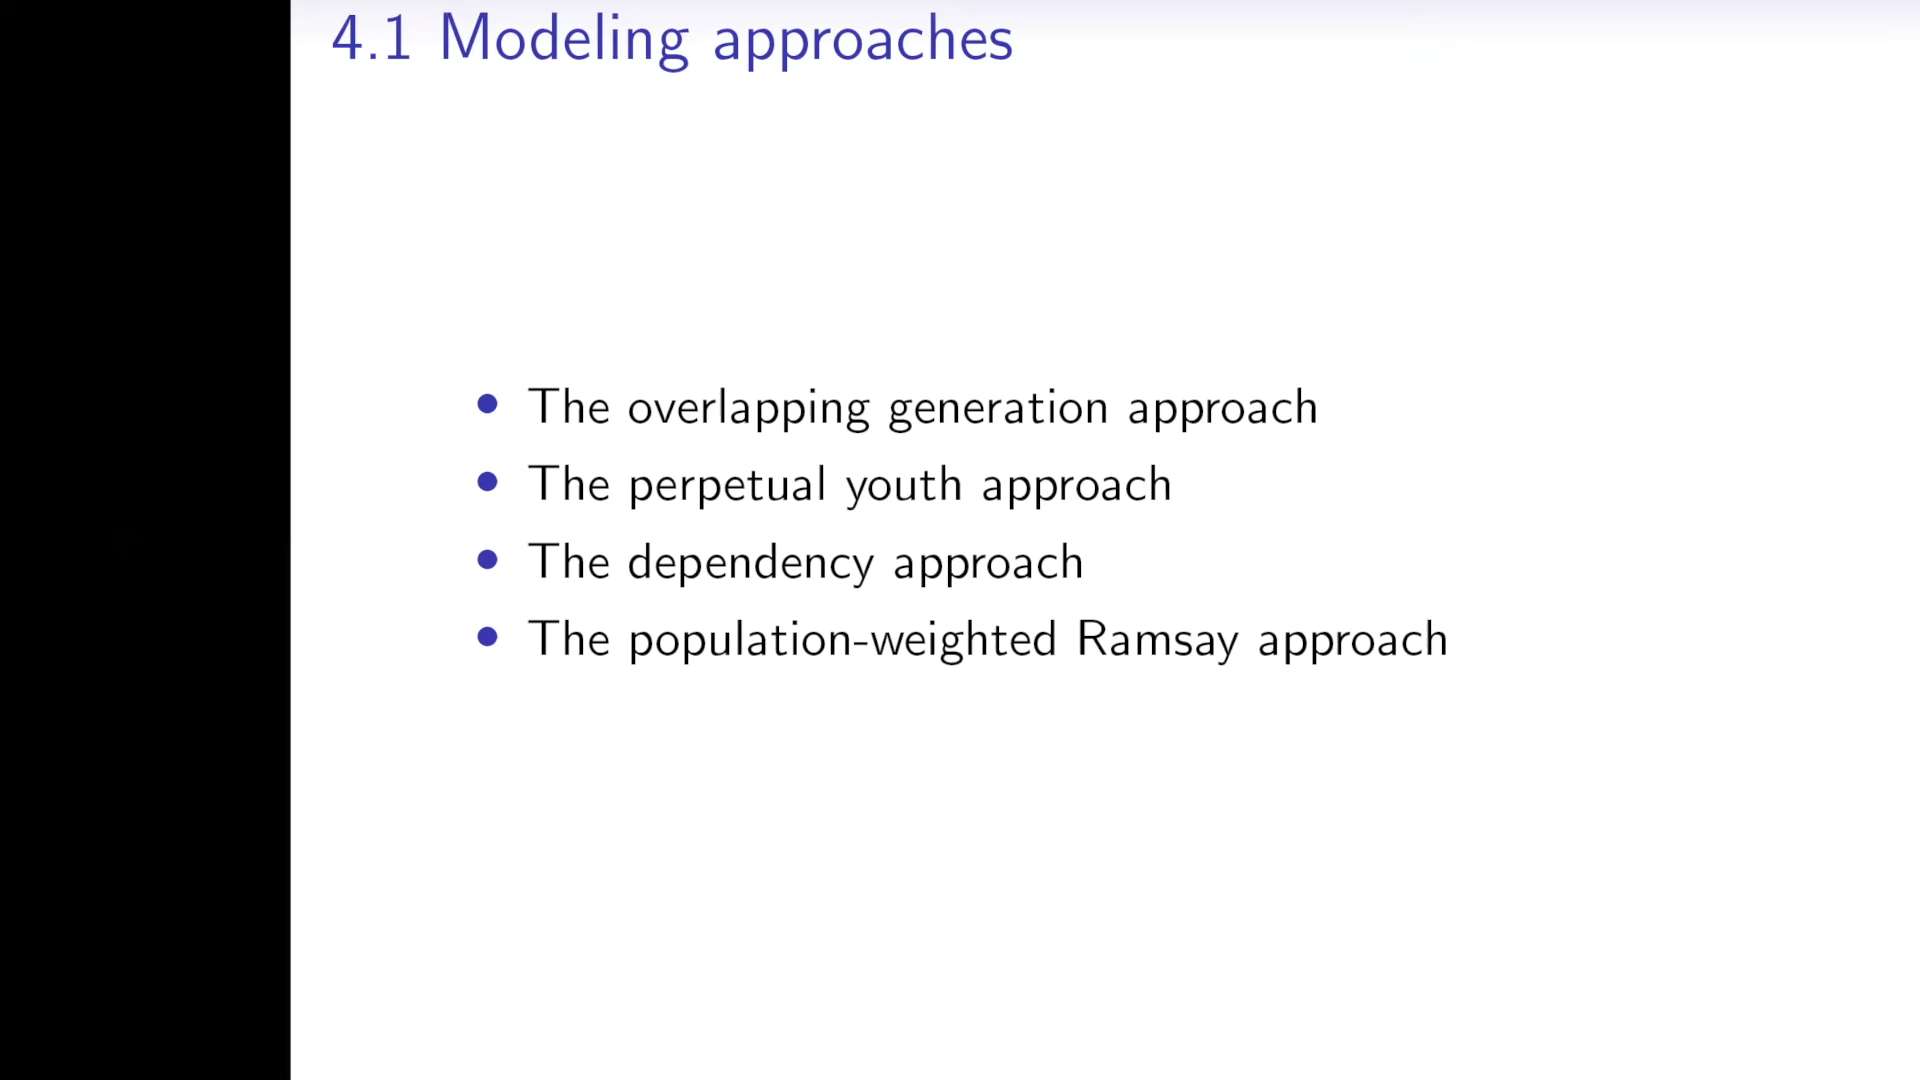 4.1 Modeling approaches
• The overlapping generation approach
• The perpetual youth approach
• The dependency approach
• The population-weighted Ramsay approach